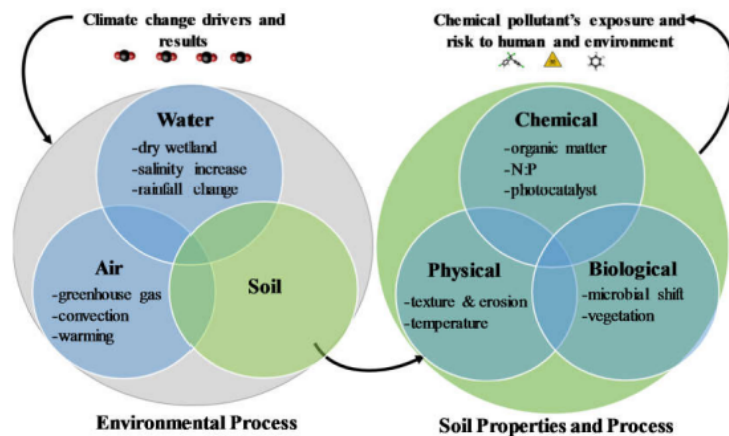 Climate change drivers and
results
Water
-dry wetland
-salinity increase
-rainfall change
Air
-greenhouse gas
-convection
-warming
Soil
Environmental Process
Chemical pollutant's exposure and
risk to human and environment
Chemical
-organic matter
-N:P
-photocatalyst
Physical
-texture & erosion
-temperature
Biological
-microbial shift
-vegetation
Soil Properties and Process